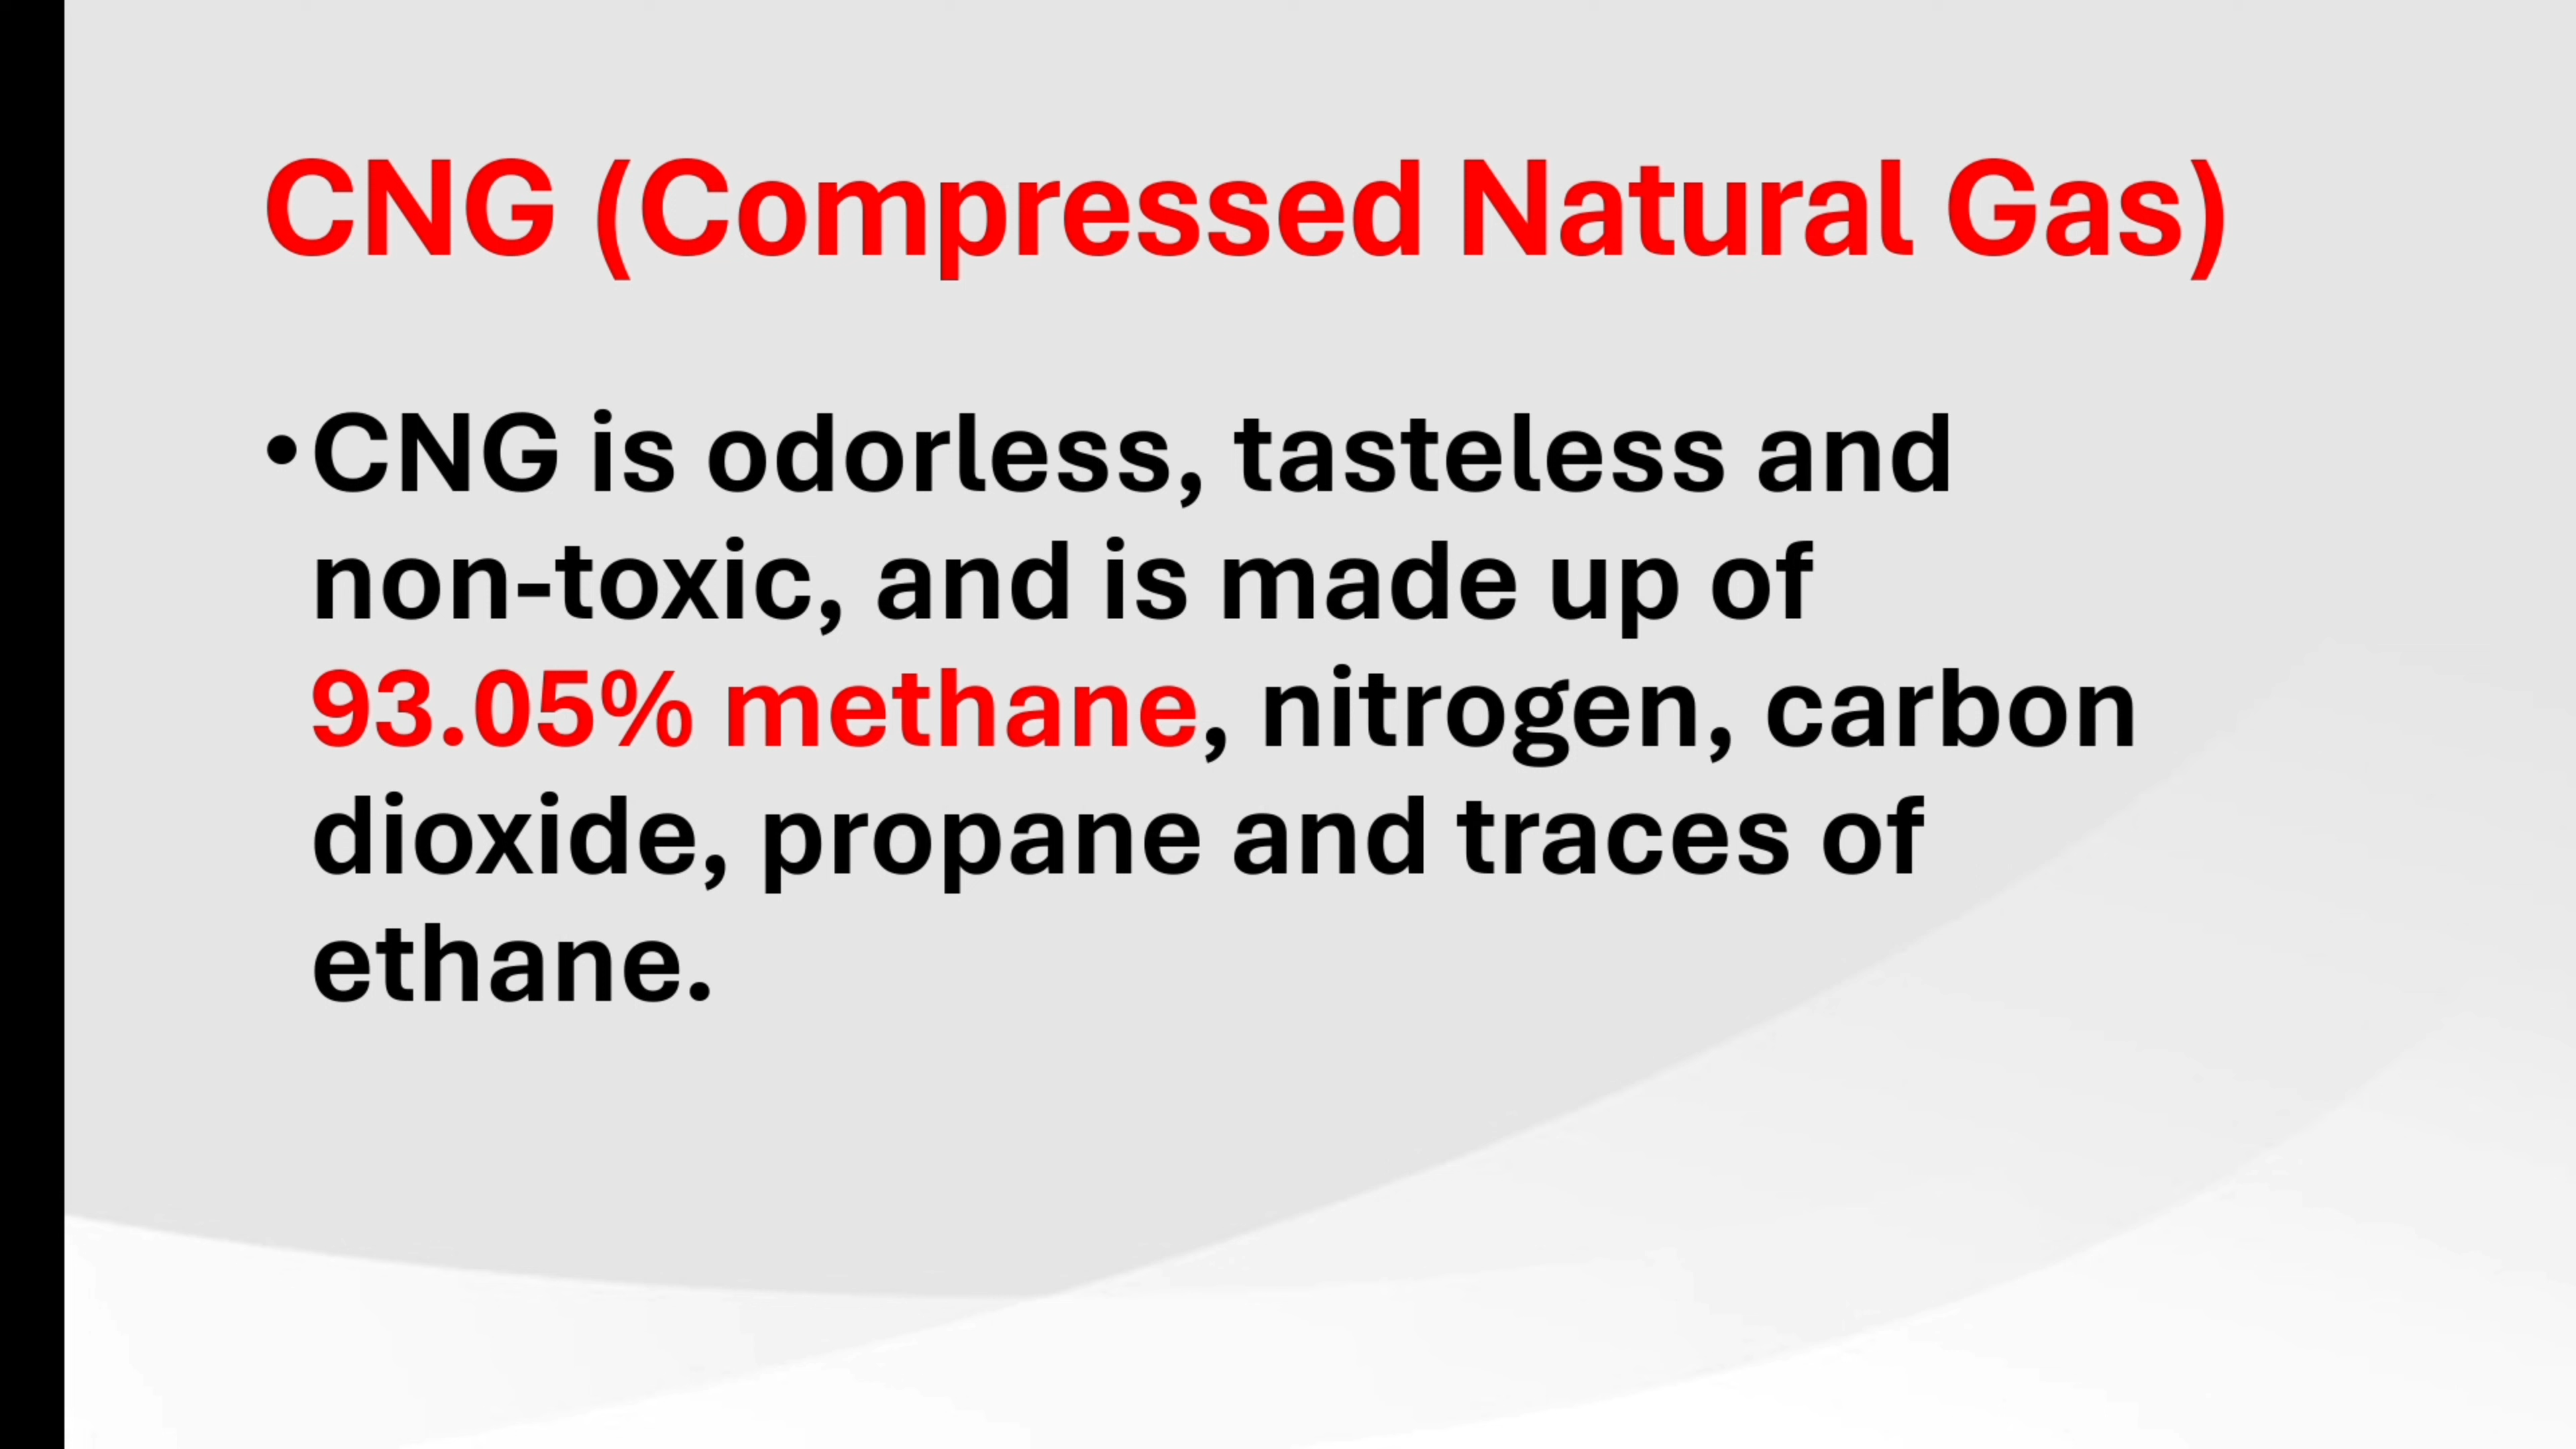 CNG (Compressed Natural Gas)
•CNG is odorless, tasteless and
non-toxic, and is made up of
93.05% methane, nitrogen, carbon
dioxide, propane and traces of
ethane.